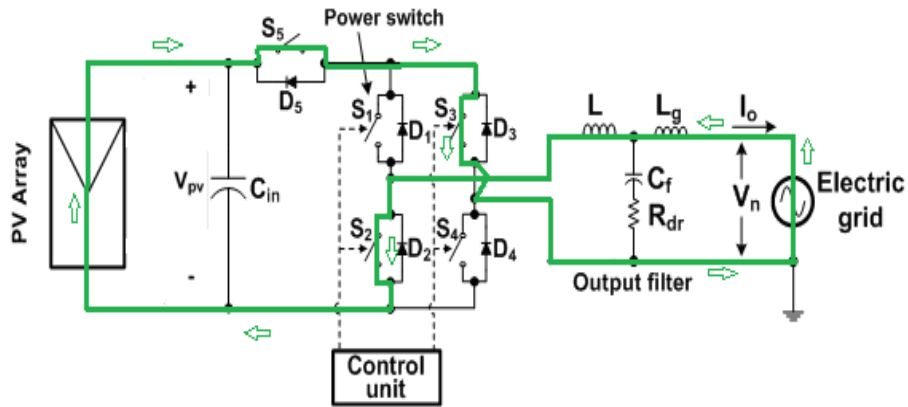 S5
Power switch
+
D5
S1
D1
S3
D3
L
Lg
Io
PV Array
Vpv
Cin
Cf
Rdr
Vn
Electric
grid
S2
D2
S4
D4
-
Output filter
Control
unit